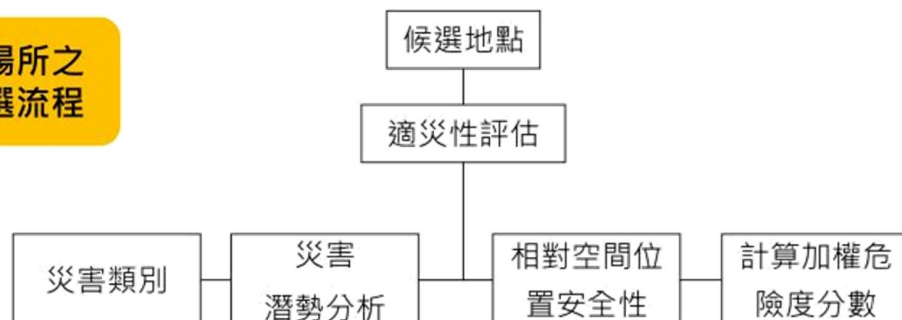 場所之
選流程
候選地點
適災性評估
災害類別
災害
潛勢分析
相對空間位
置安全性
計算加權危
險度分數